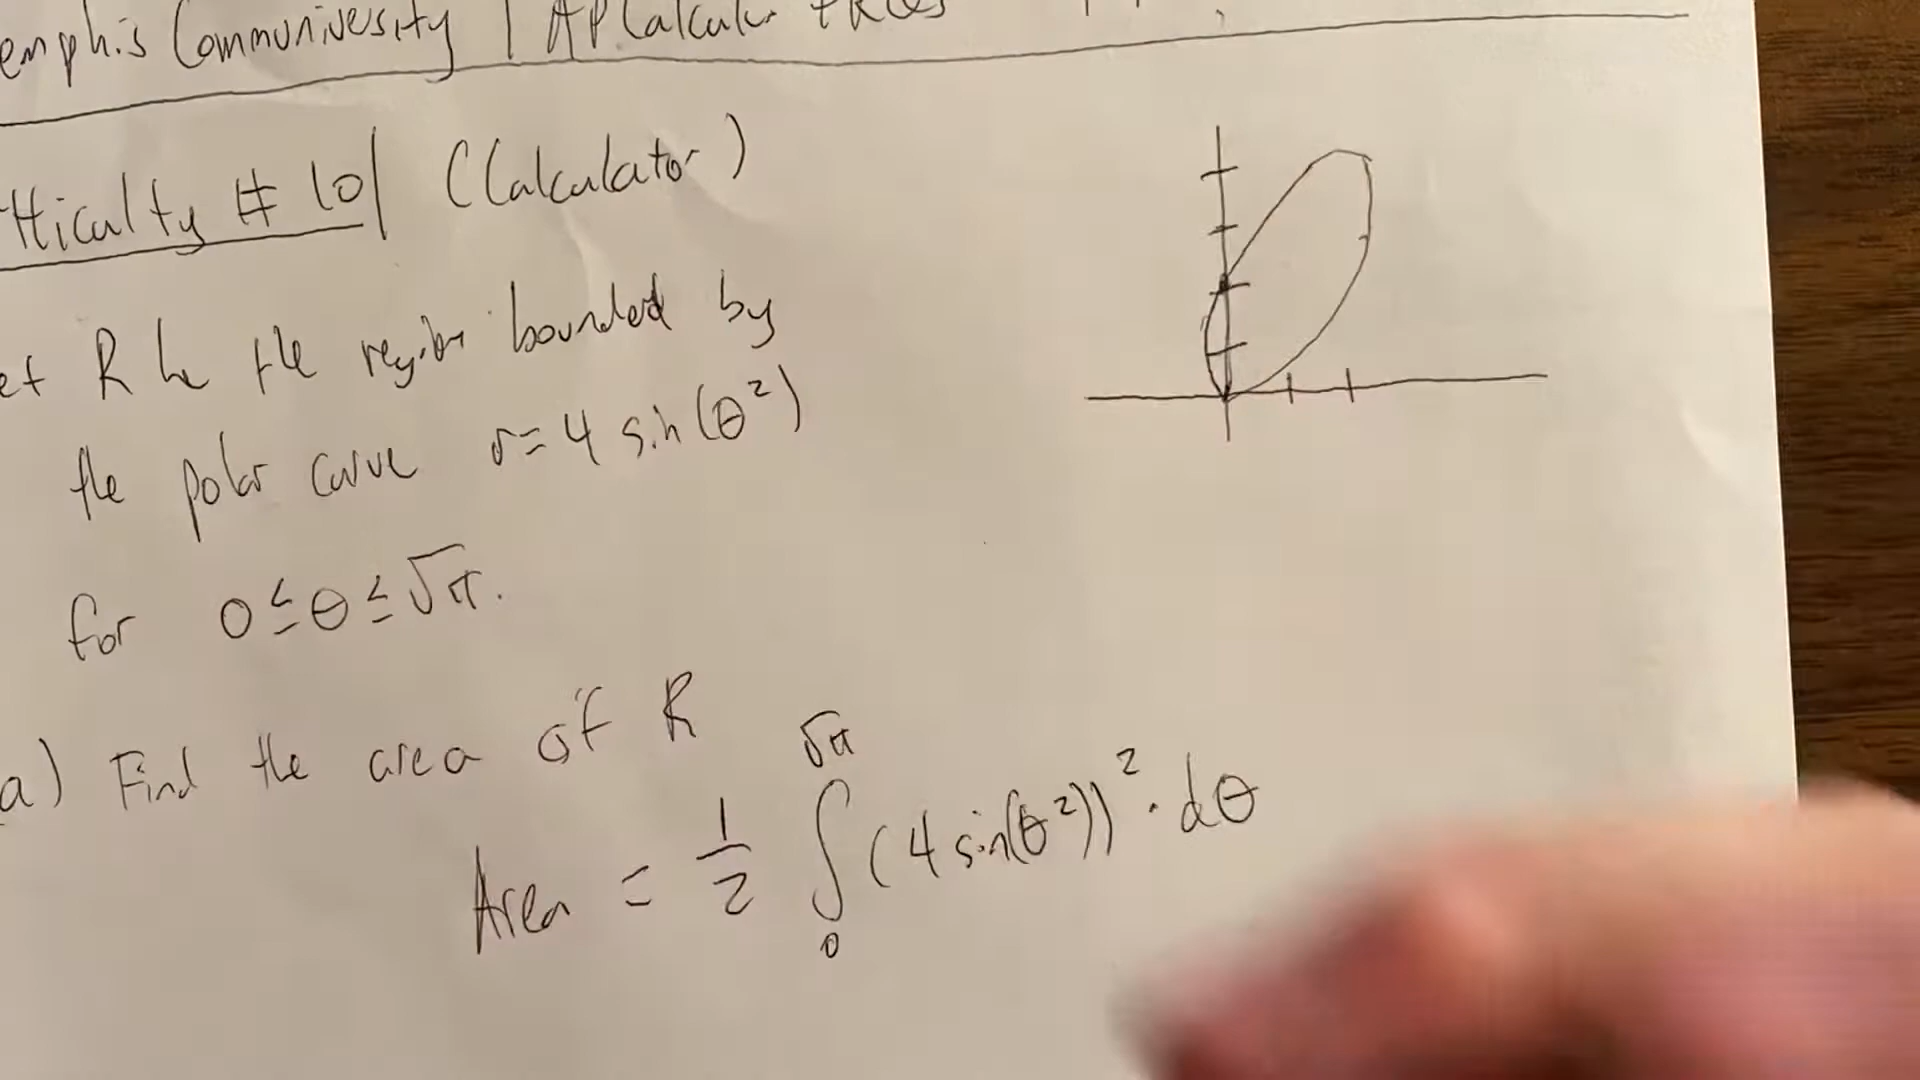 emphis Communiversity | AP Calculus FRQs
fficulty # 10 | (Calculator)
et R be the region bounded by
the polar curve r=4 sin(θ²)
for 0≤θ≤√π.
a) Find the area of R
Area = 1/2 ∫₀^√π (4 sin(θ²))² · dθ